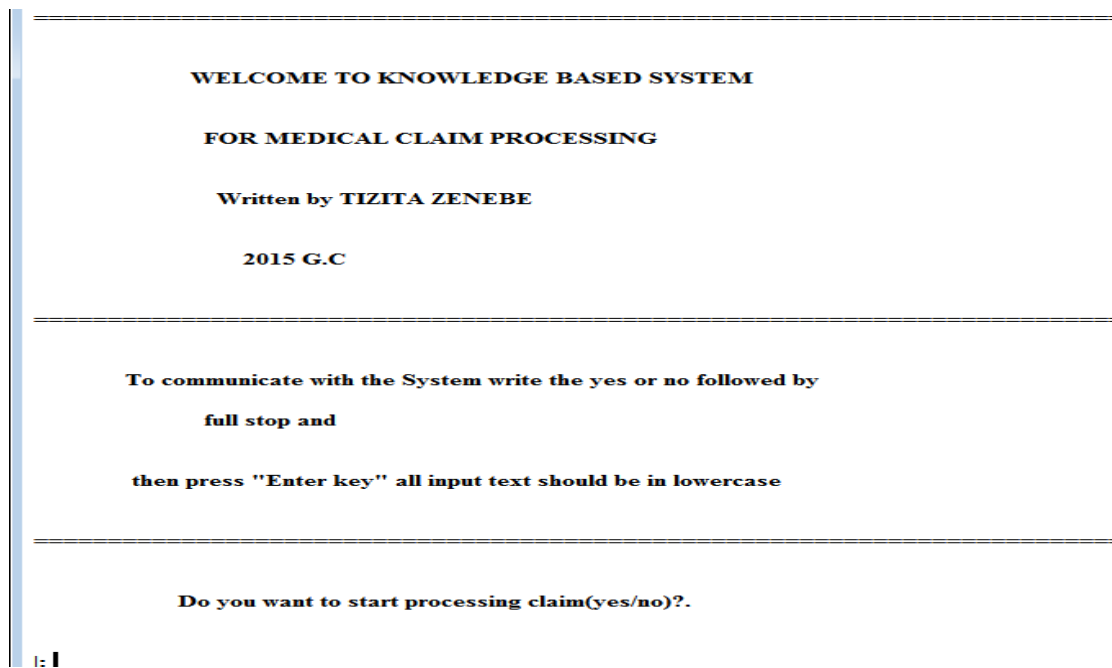 ================================================================================
WELCOME TO KNOWLEDGE BASED SYSTEM
FOR MEDICAL CLAIM PROCESSING
Written by TIZITA ZENEBE
2015 G.C
================================================================================
To communicate with the System write the yes or no followed by
full stop and
then press "Enter key" all input text should be in lowercase
================================================================================
Do you want to start processing claim(yes/no)?.
|: